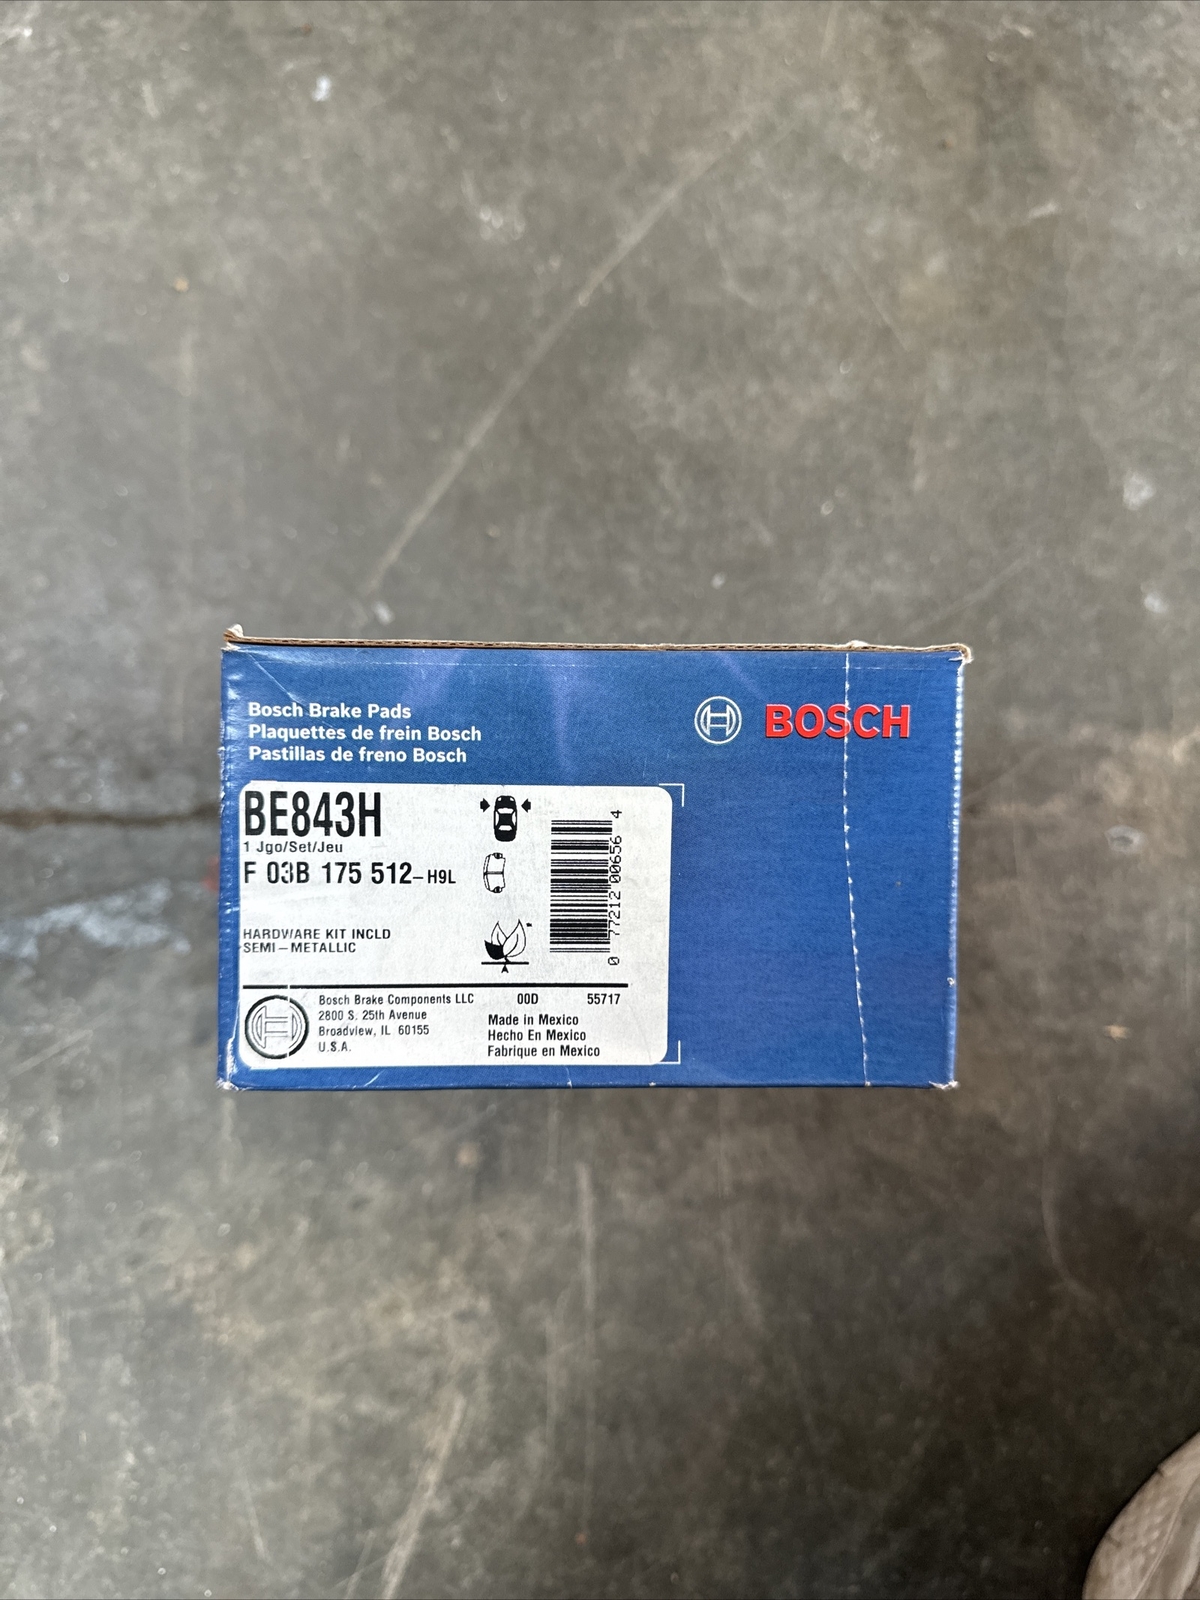 Bosch Brake Pads
Plaquettes de frein Bosch
Pastillas de freno Bosch
BOSCH
BE843H
1 Jgo/Set/Jeu
F 03B 175 512-H9L
HARDWARE KIT INCLD
SEMI-METALLIC
A
0 77212 00656 4
Bosch Brake Components LLC
2800 S. 25th Avenue
Broadview, IL 60155
U.S.A.
00D 55717
Made in Mexico
Hecho En Mexico
Fabrique en Mexico